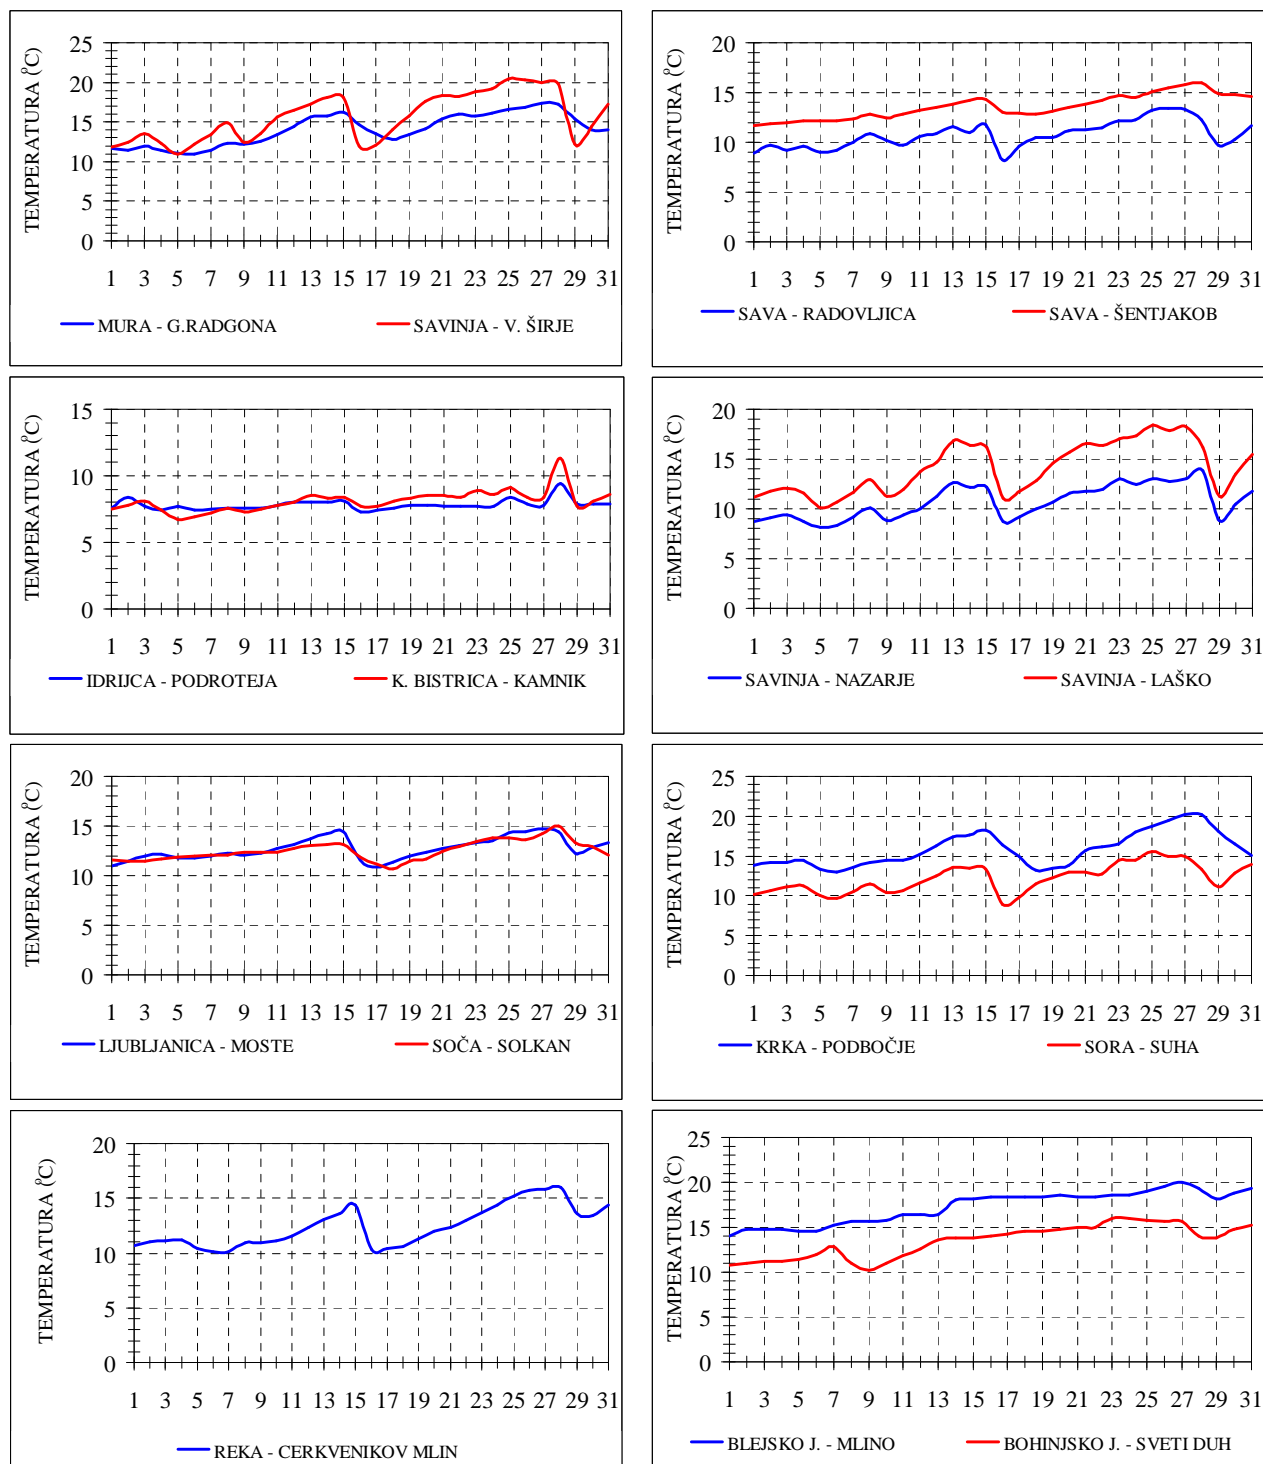 TEMPERATURA (°C)
25
20
15
10
5
0
1 3 5 7 9 11 13 15 17 19 21 23 25 27 29 31
MURA - G.RADGONA SAVINJA - V. ŠIRJE
TEMPERATURA (°C)
20
15
10
5
0
1 3 5 7 9 11 13 15 17 19 21 23 25 27 29 31
SAVA - RADOVLJICA SAVA - ŠENTJAKOB
TEMPERATURA (°C)
15
10
5
0
1 3 5 7 9 11 13 15 17 19 21 23 25 27 29 31
IDRIJCA - PODROTEJA K. BISTRICA - KAMNIK
TEMPERATURA (°C)
20
15
10
5
0
1 3 5 7 9 11 13 15 17 19 21 23 25 27 29 31
SAVINJA - NAZARJE SAVINJA - LAŠKO
TEMPERATURA (°C)
20
15
10
5
0
1 3 5 7 9 11 13 15 17 19 21 23 25 27 29 31
LJUBLJANICA - MOSTE SOČA - SOLKAN
TEMPERATURA (°C)
25
20
15
10
5
0
1 3 5 7 9 11 13 15 17 19 21 23 25 27 29 31
KRKA - PODBOČJE SORA - SUHA
TEMPERATURA (°C)
20
15
10
5
0
1 3 5 7 9 11 13 15 17 19 21 23 25 27 29 31
REKA - CERKVENIKOV MLIN
TEMPERATURA (°C)
25
20
15
10
5
0
1 3 5 7 9 11 13 15 17 19 21 23 25 27 29 31
BLEJSKO J. - MLINO BOHINJSKO J. - SVETI DUH